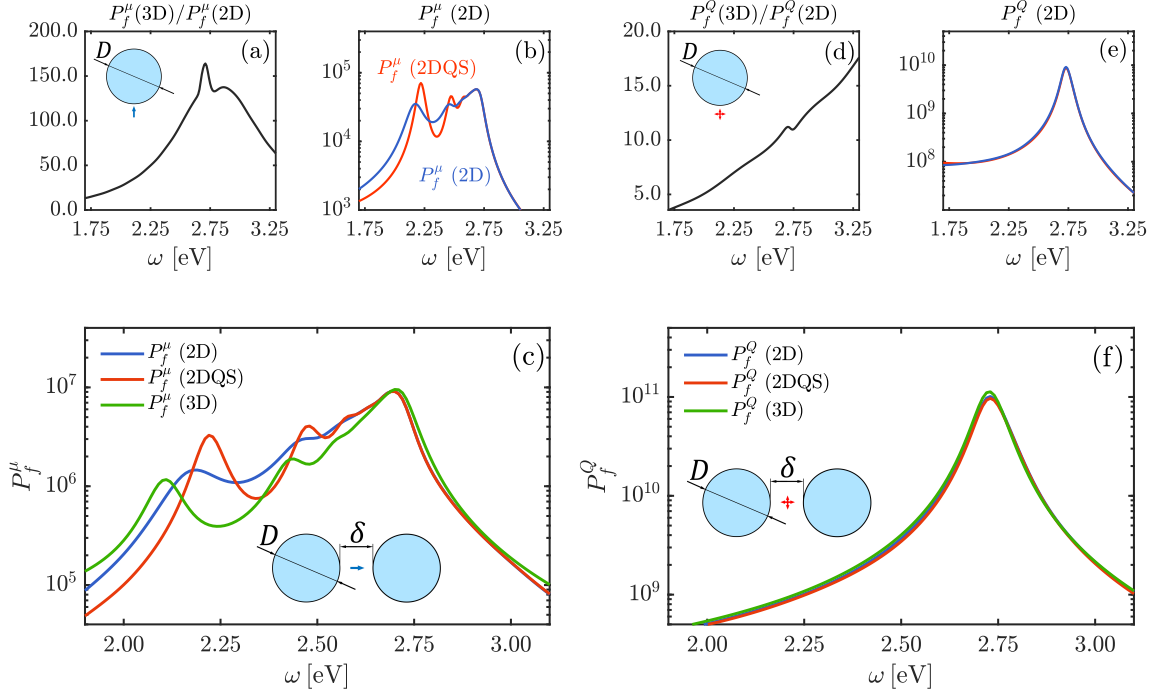 P_f^μ(3D)/P_f^μ(2D)
200.0
150.0
100.0
50.0
0.0
D
(a)
1.75 2.25 2.75 3.25
ω [eV]
P_f^μ (2D)
10^5
10^4
10^3
(b)
P_f^μ (2DQS)
P_f^μ (2D)
1.75 2.25 2.75 3.25
ω [eV]
P_f^Q(3D)/P_f^Q(2D)
20.0
15.0
10.0
5.0
D
(d)
1.75 2.25 2.75 3.25
ω [eV]
P_f^Q (2D)
10^10
10^9
10^8
(e)
1.75 2.25 2.75 3.25
ω [eV]
P_f^μ
10^7
10^6
10^5
P_f^μ (2D)
P_f^μ (2DQS)
P_f^μ (3D)
(c)
D
δ
2.00 2.25 2.50 2.75 3.00
ω [eV]
P_f^Q
10^11
10^10
10^9
P_f^Q (2D)
P_f^Q (2DQS)
P_f^Q (3D)
(f)
D
δ
2.00 2.25 2.50 2.75 3.00
ω [eV]